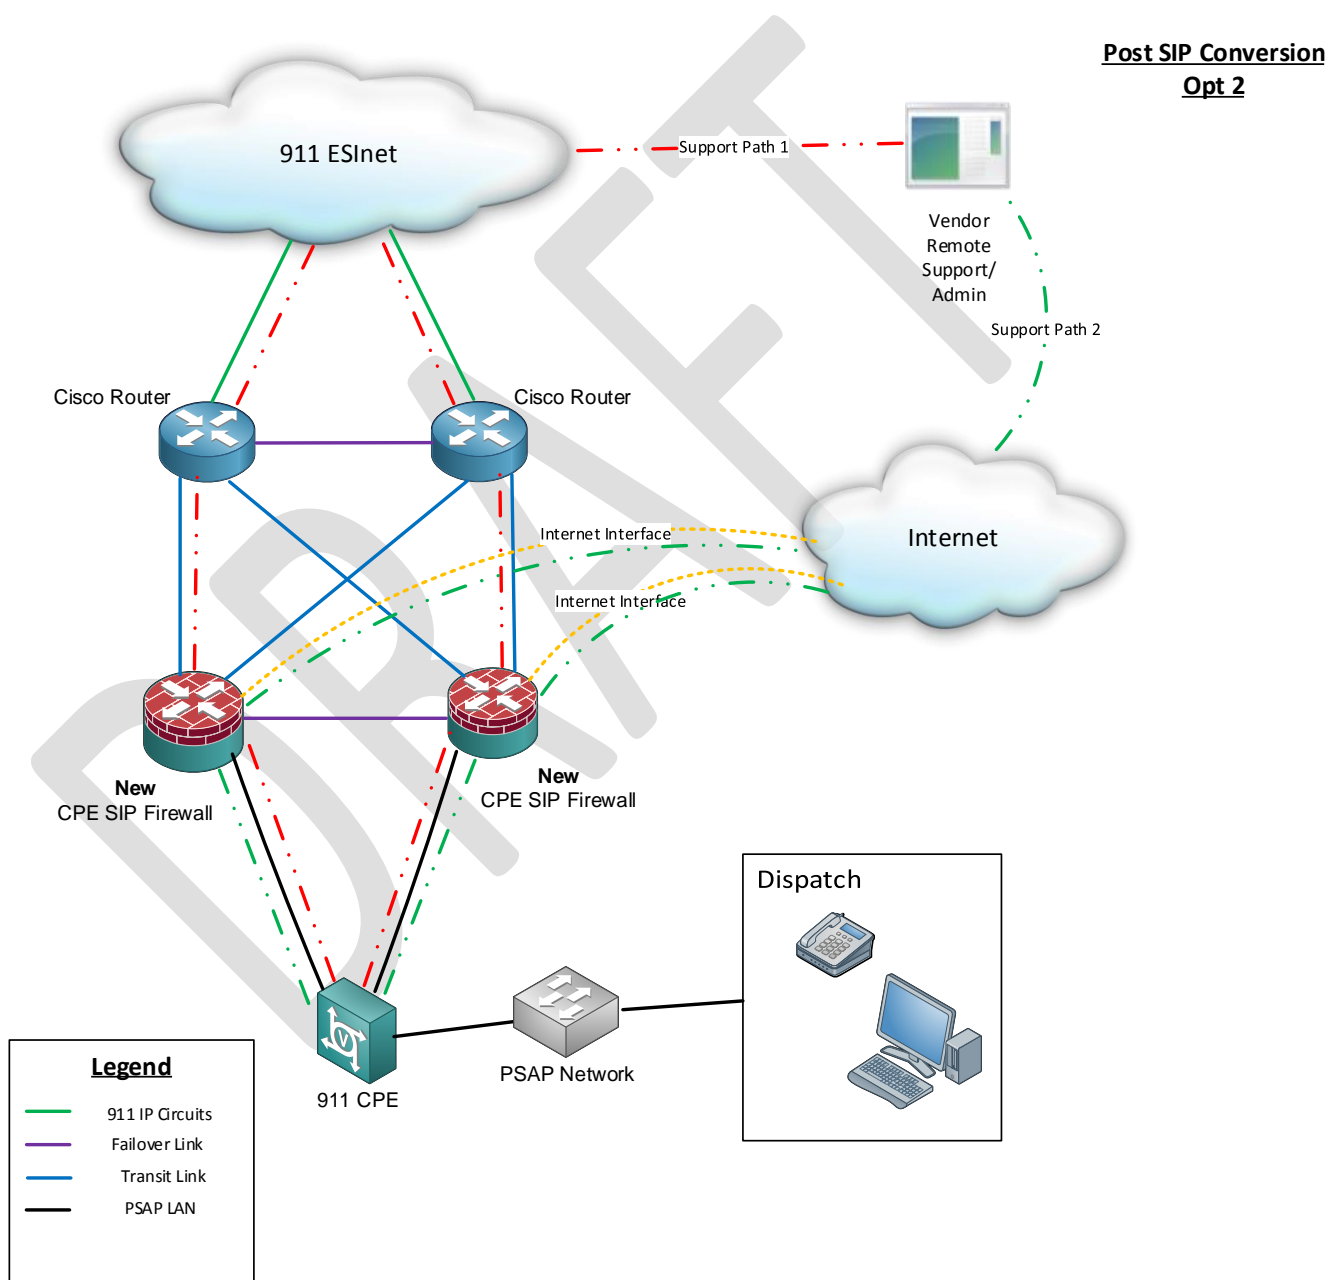 Post SIP Conversion
Opt 2
911 ESInet
Support Path 1
Vendor
Remote
Support/
Admin
Support Path 2
Cisco Router
Cisco Router
Internet Interface
Internet
Internet Interface
New
CPE SIP Firewall
New
CPE SIP Firewall
Dispatch
V
911 CPE
PSAP Network
Legend
911 IP Circuits
Failover Link
Transit Link
PSAP LAN
DRAFT